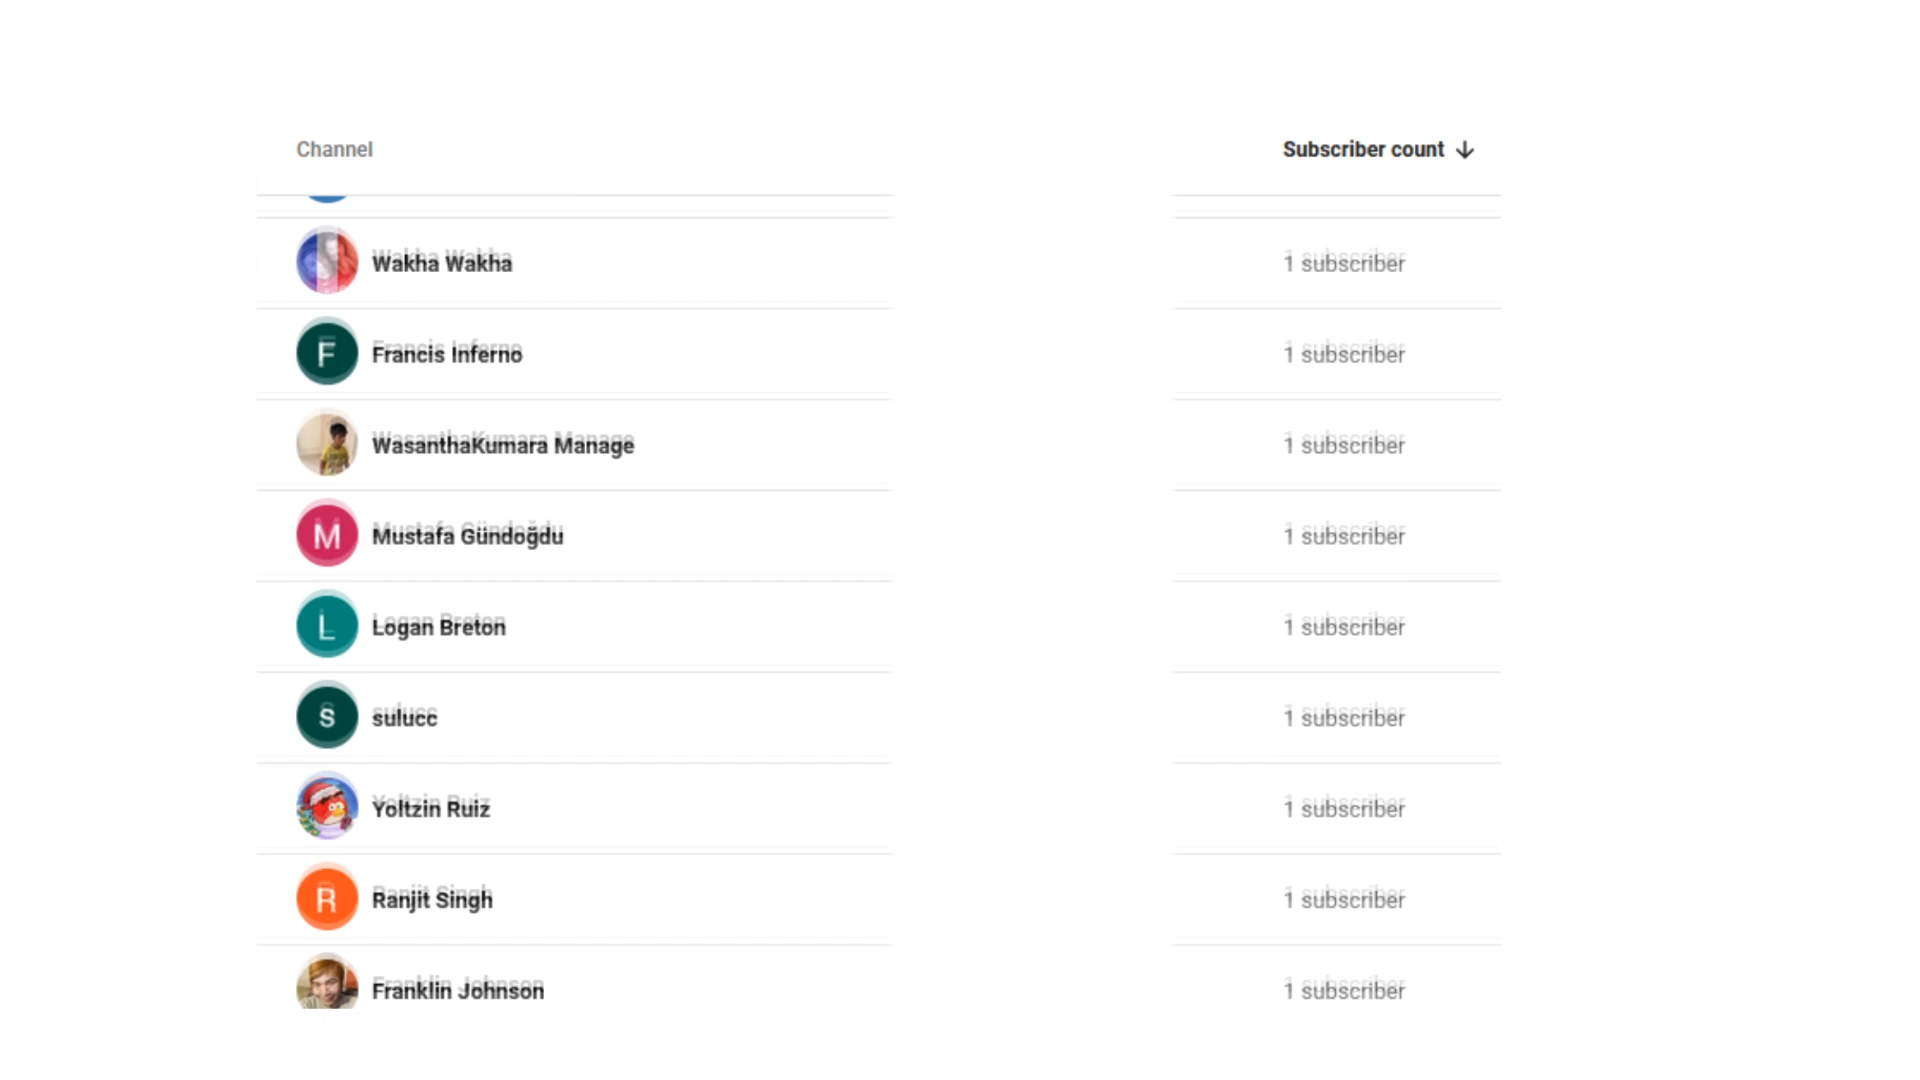 Channel Subscriber count
Wakha Wakha 1 subscriber
F Francis Inferno 1 subscriber
WasanthaKumara Manage 1 subscriber
M Mustafa Gündoğdu 1 subscriber
L Logan Breton 1 subscriber
s sulucc 1 subscriber
Yoltzin Ruiz 1 subscriber
R Ranjit Singh 1 subscriber
Franklin Johnson 1 subscriber